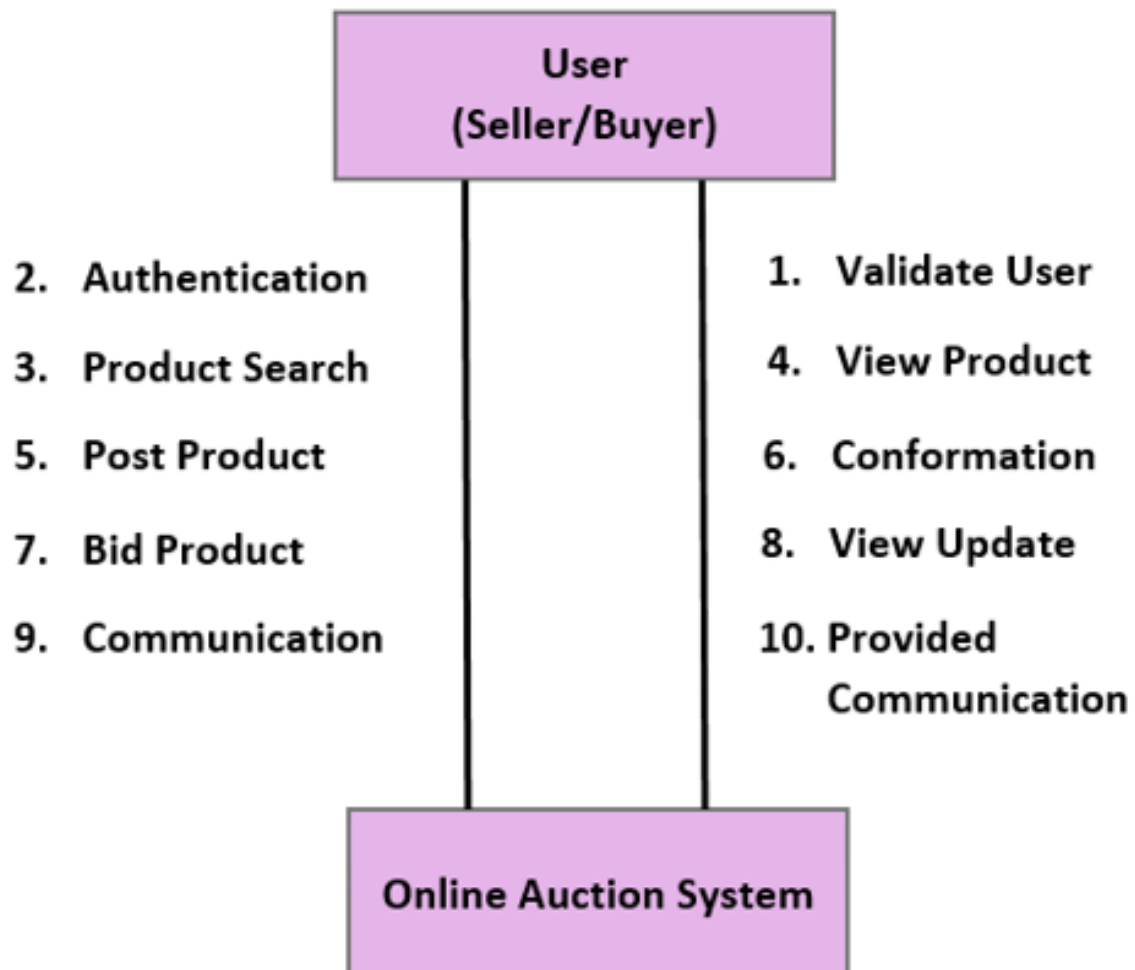 User
(Seller/Buyer)
2. Authentication
3. Product Search
5. Post Product
7. Bid Product
9. Communication
1. Validate User
4. View Product
6. Conformation
8. View Update
10. Provided
Communication
Online Auction System